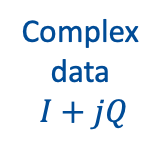 Complex
data
I + jQ